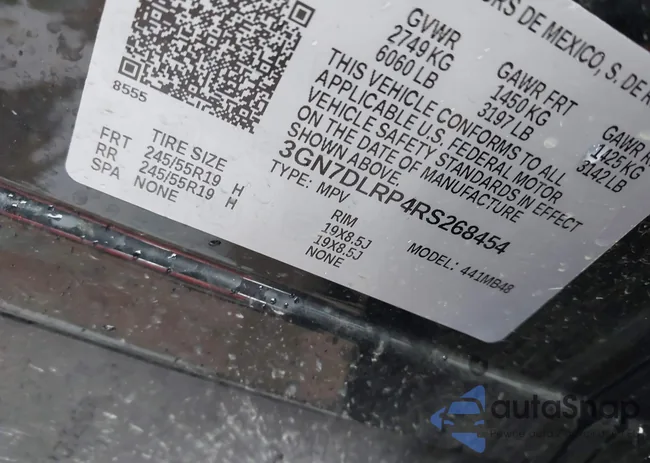 ORS DE MEXICO, S. DE R
GVWR
2749 KG
6060 LB
GAWR FRT
1450 KG
3197 LB
GAWR R
1425 KG
3142 LB
THIS VEHICLE CONFORMS TO ALL
APPLICABLE U.S. FEDERAL MOTOR
VEHICLE SAFETY STANDARDS IN EFFECT
ON THE DATE OF MANUFACTURE
SHOWN ABOVE.
3GN7DLRP4RS268454
TYPE: MPV
MODEL: 441MB48
8555
TIRE SIZE
FRT 245/55R19 H
RR 245/55R19 H
SPA NONE
RIM
19X8.5J
19X8.5J
NONE
autaShop